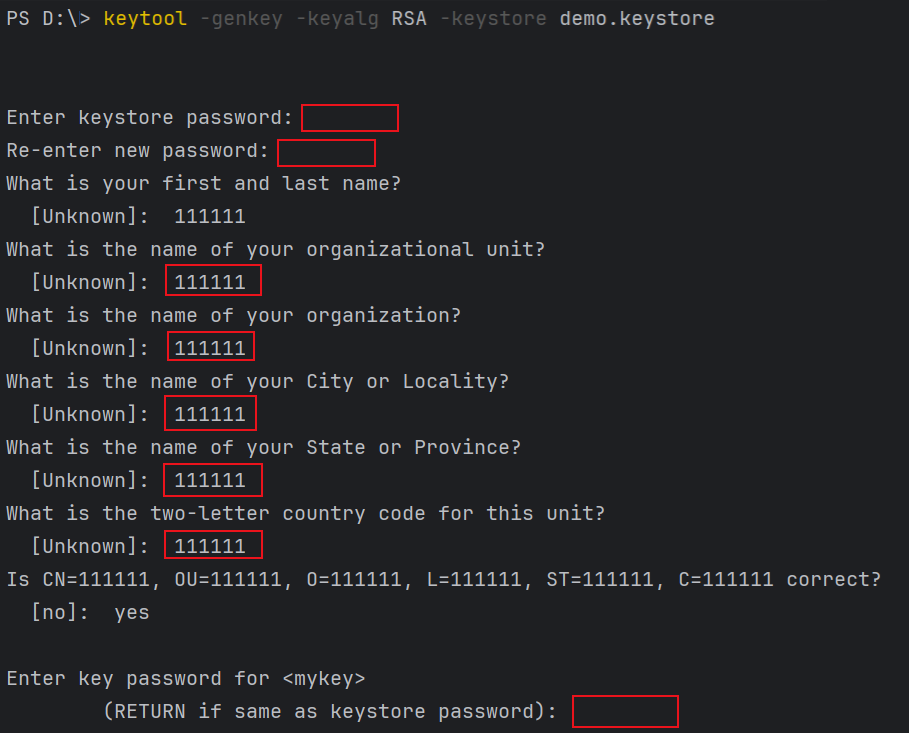 PS D:\> keytool -genkey -keyalg RSA -keystore demo.keystore
Enter keystore password:
Re-enter new password:
What is your first and last name?
[Unknown]: 111111
What is the name of your organizational unit?
[Unknown]: 111111
What is the name of your organization?
[Unknown]: 111111
What is the name of your City or Locality?
[Unknown]: 111111
What is the name of your State or Province?
[Unknown]: 111111
What is the two-letter country code for this unit?
[Unknown]: 111111
Is CN=111111, OU=111111, O=111111, L=111111, ST=111111, C=111111 correct?
[no]: yes
Enter key password for <mykey>
(RETURN if same as keystore password):